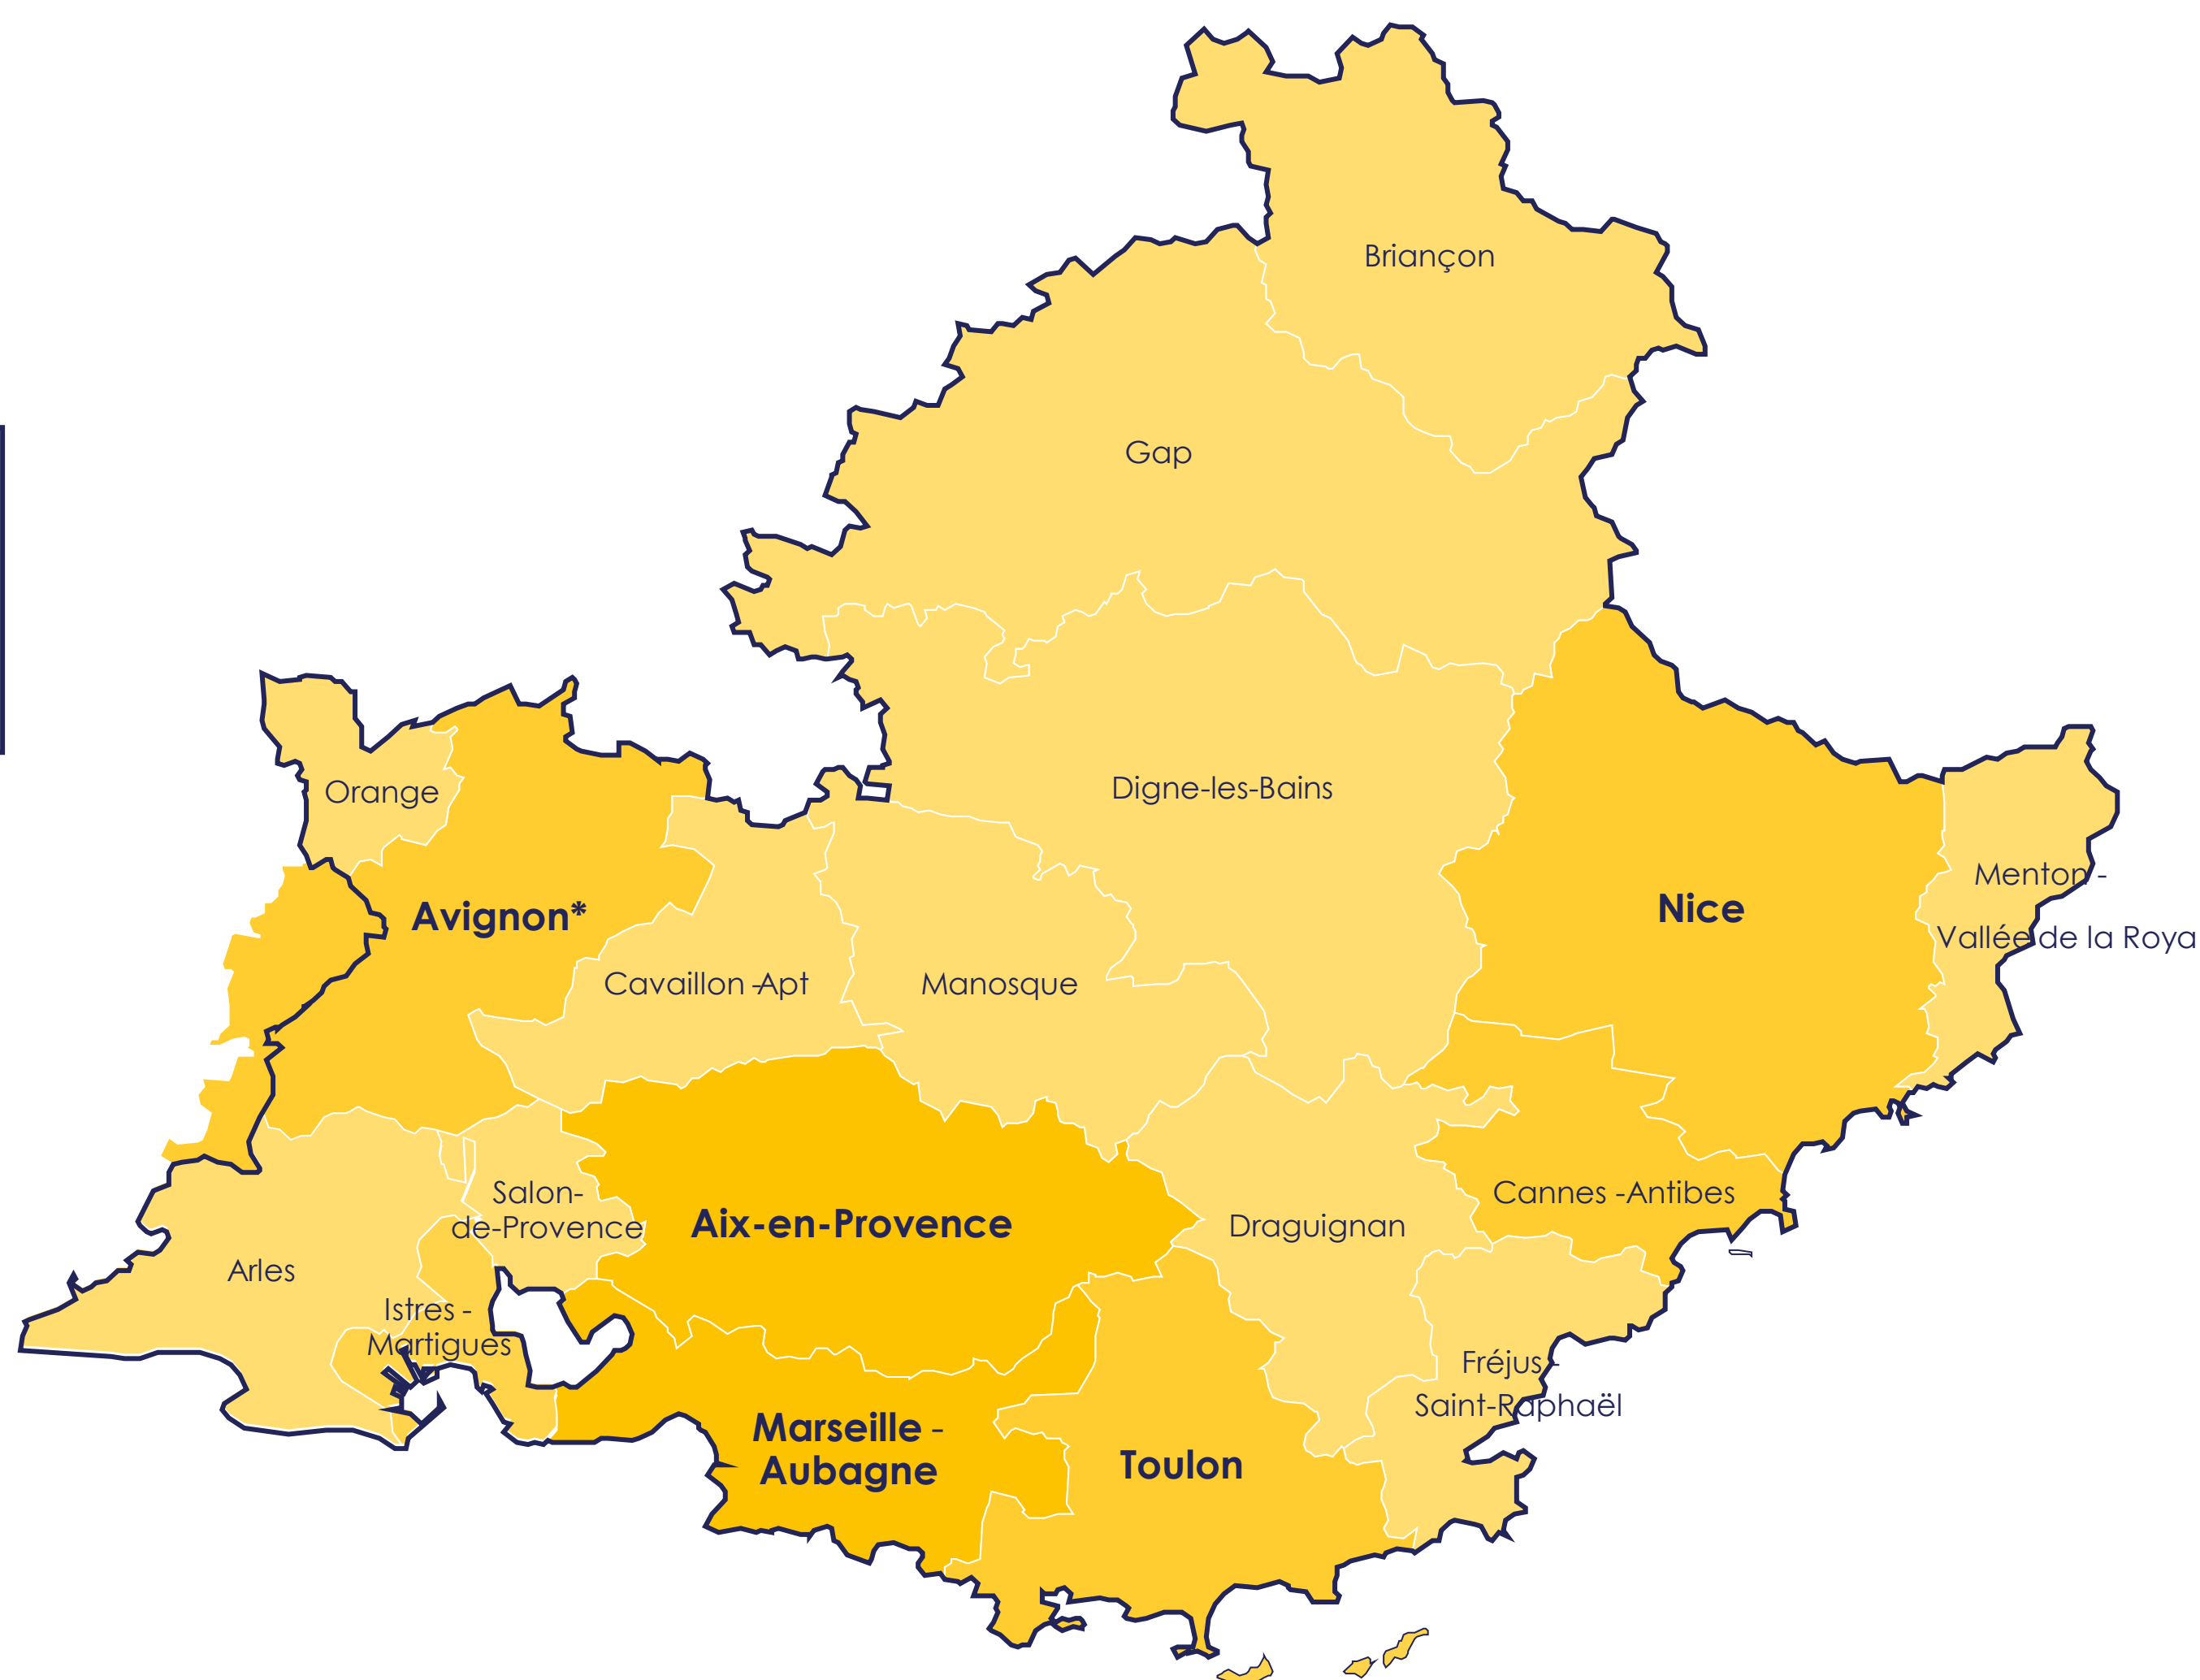 Briançon
Gap
Orange
Digne-les-Bains
Avignon*
Nice
Menton -
Vallée de la Roya
Cavaillon -Apt
Manosque
Salon-
de-Provence
Aix-en-Provence
Draguignan
Cannes -Antibes
Arles
Istres -
Martigues
Fréjus -
Saint-Raphaël
Marseille -
Aubagne
Toulon